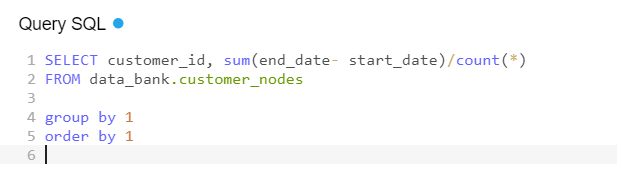 Query SQL
1 SELECT customer_id, sum(end_date- start_date)/count(*)
2 FROM data_bank.customer_nodes
3
4 group by 1
5 order by 1
6